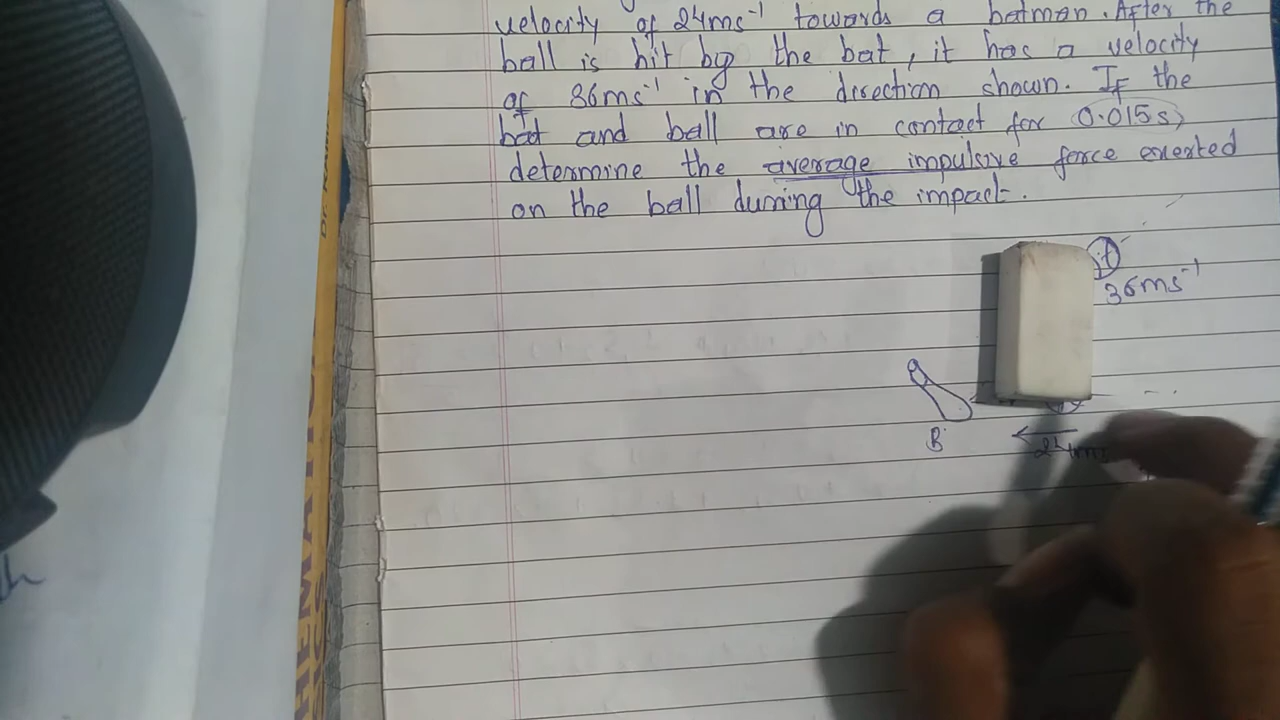 velocity of 24ms⁻¹ towards a batman. After the
ball is hit by the bat, it has a velocity
of 36ms⁻¹ in the direction shown. If the
bat and ball are in contact for 0.015s,
determine the average impulsive force exerted
on the ball during the impact.
36ms⁻¹
B
24m